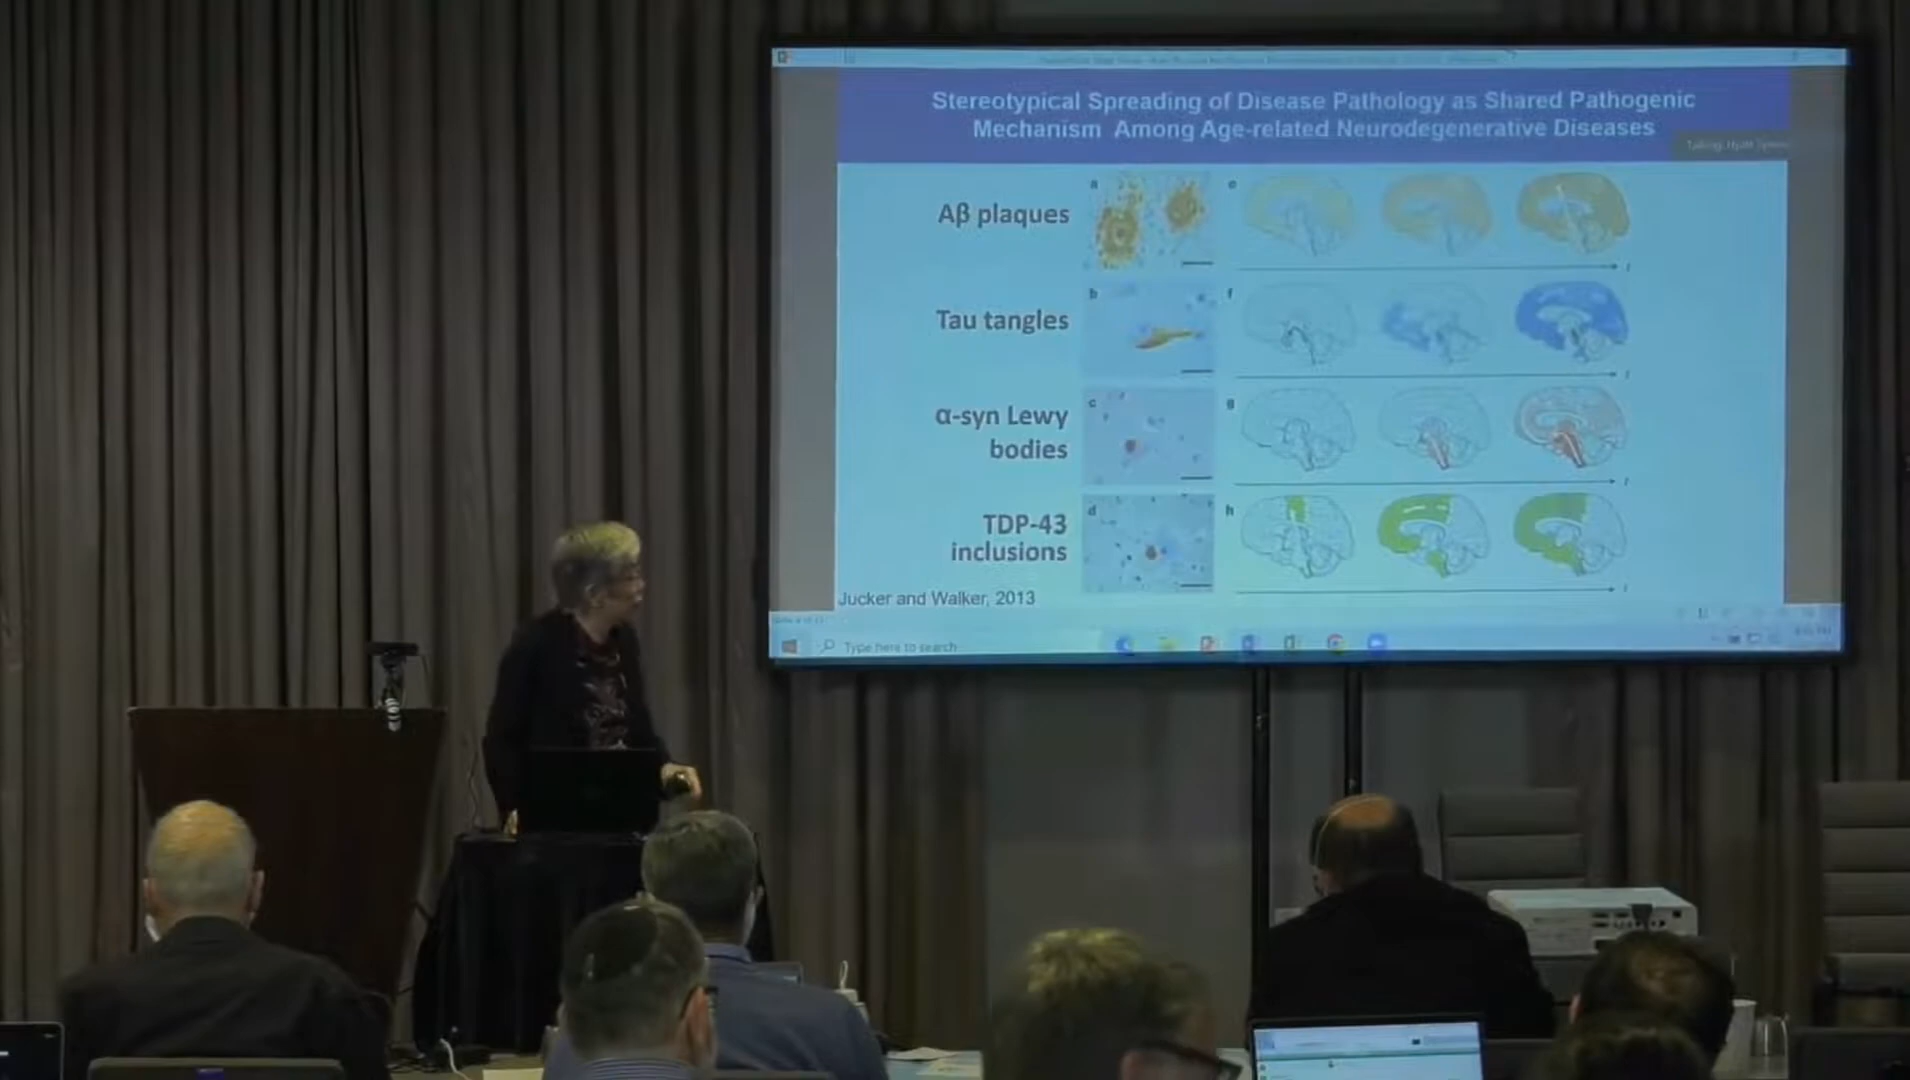 Stereotypical Spreading of Disease Pathology as Shared Pathogenic
Mechanism Among Age-related Neurodegenerative Diseases
Aβ plaques
a
e
t
Tau tangles
b
f
t
α-syn Lewy
bodies
c
g
t
TDP-43
inclusions
d
h
t
Jucker and Walker, 2013
Type here to search